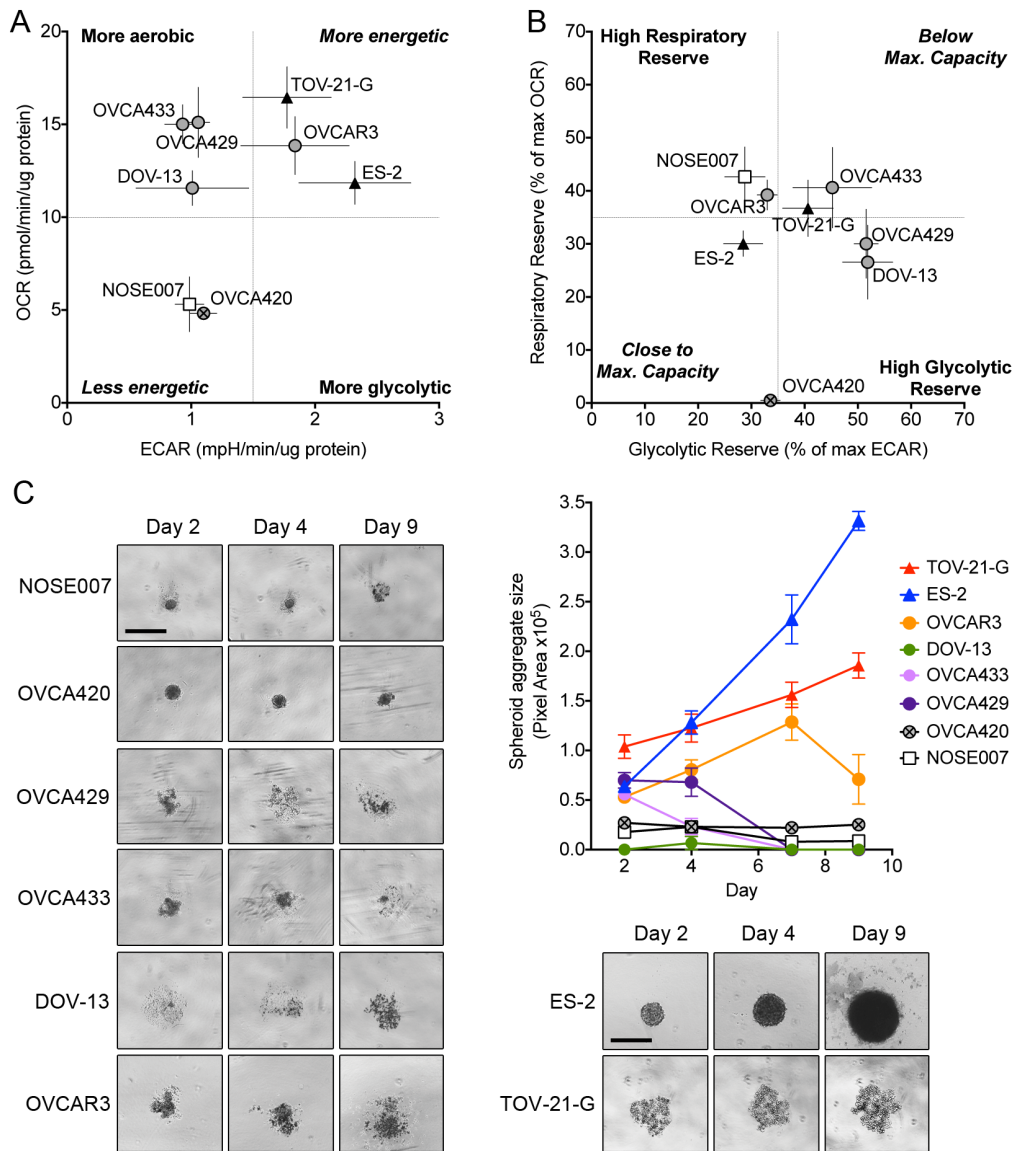 A
OCR (pmol/min/ug protein)
20
15
10
5
0
0
1
2
3
ECAR (mpH/min/ug protein)
More aerobic
More energetic
Less energetic
More glycolytic
TOV-21-G
OVCA433
OVCA429
OVCAR3
DOV-13
ES-2
NOSE007
OVCA420
B
Respiratory Reserve (% of max OCR)
70
60
50
40
30
20
10
0
0
10
20
30
40
50
60
70
Glycolytic Reserve (% of max ECAR)
High Respiratory
Reserve
Below
Max. Capacity
Close to
Max. Capacity
High Glycolytic
Reserve
NOSE007
OVCA433
OVCAR3
TOV-21-G
OVCA429
ES-2
DOV-13
OVCA420
C
Day 2
Day 4
Day 9
NOSE007
OVCA420
OVCA429
OVCA433
DOV-13
OVCAR3
Spheroid aggregate size
(Pixel Area x10⁵)
3.5
3.0
2.5
2.0
1.5
1.0
0.5
0.0
2
4
6
8
10
Day
TOV-21-G
ES-2
OVCAR3
DOV-13
OVCA433
OVCA429
OVCA420
NOSE007
Day 2
Day 4
Day 9
ES-2
TOV-21-G